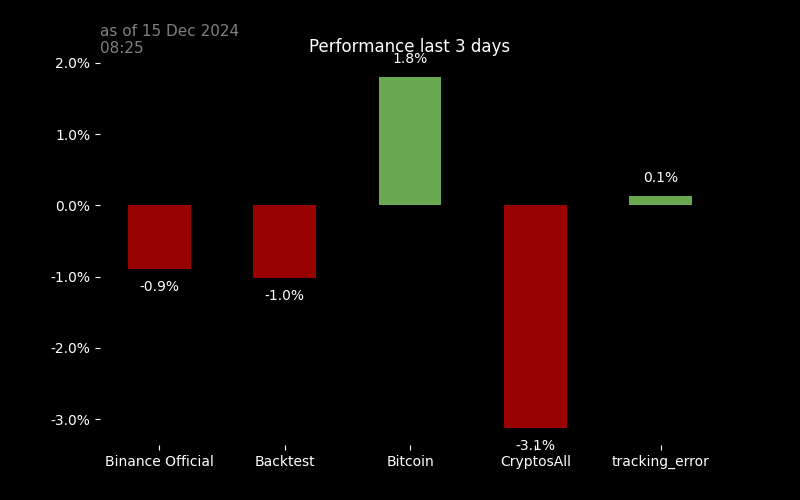 as of 15 Dec 2024
08:25
Performance last 3 days
2.0%
1.0%
0.0%
-1.0%
-2.0%
-3.0%
-0.9%
-1.0%
1.8%
-3.1%
0.1%
Binance Official
Backtest
Bitcoin
CryptosAll
tracking_error